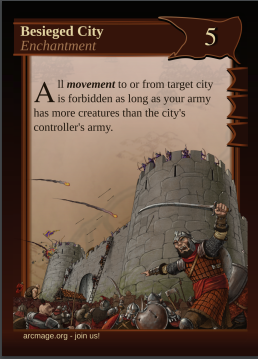 Besieged City
Enchantment
5
All movement to or from target city
is forbidden as long as your army
has more creatures than the city's
controller's army.
arcmage.org - join us!